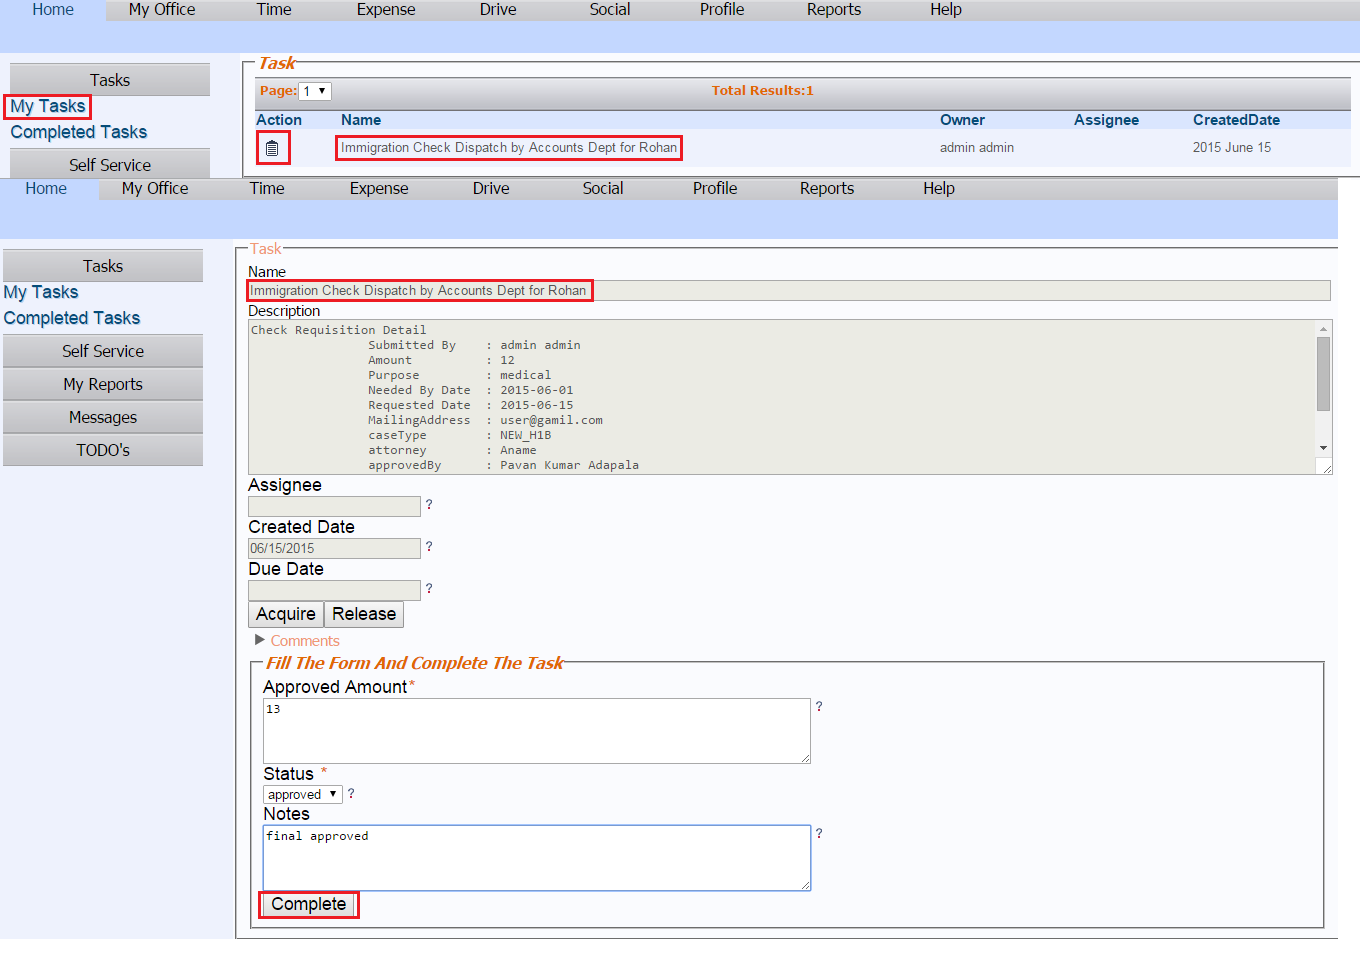 Home My Office Time Expense Drive Social Profile Reports Help
Tasks
My Tasks
Completed Tasks
Self Service
Task
Page: 1 Total Results:1
Action Name Owner Assignee CreatedDate
Immigration Check Dispatch by Accounts Dept for Rohan admin admin 2015 June 15
Home My Office Time Expense Drive Social Profile Reports Help
Tasks
My Tasks
Completed Tasks
Self Service
My Reports
Messages
TODO's
Task
Name
Immigration Check Dispatch by Accounts Dept for Rohan
Description
Check Requisition Detail
Submitted By : admin admin
Amount : 12
Purpose : medical
Needed By Date : 2015-06-01
Requested Date : 2015-06-15
MailingAddress : user@gamil.com
caseType : NEW_H1B
attorney : Aname
approvedBy : Pavan Kumar Adapala
Assignee
?
Created Date
06/15/2015 ?
Due Date
?
Acquire Release
Comments
Fill The Form And Complete The Task
Approved Amount*
13 ?
Status *
approved ?
Notes
final approved ?
Complete